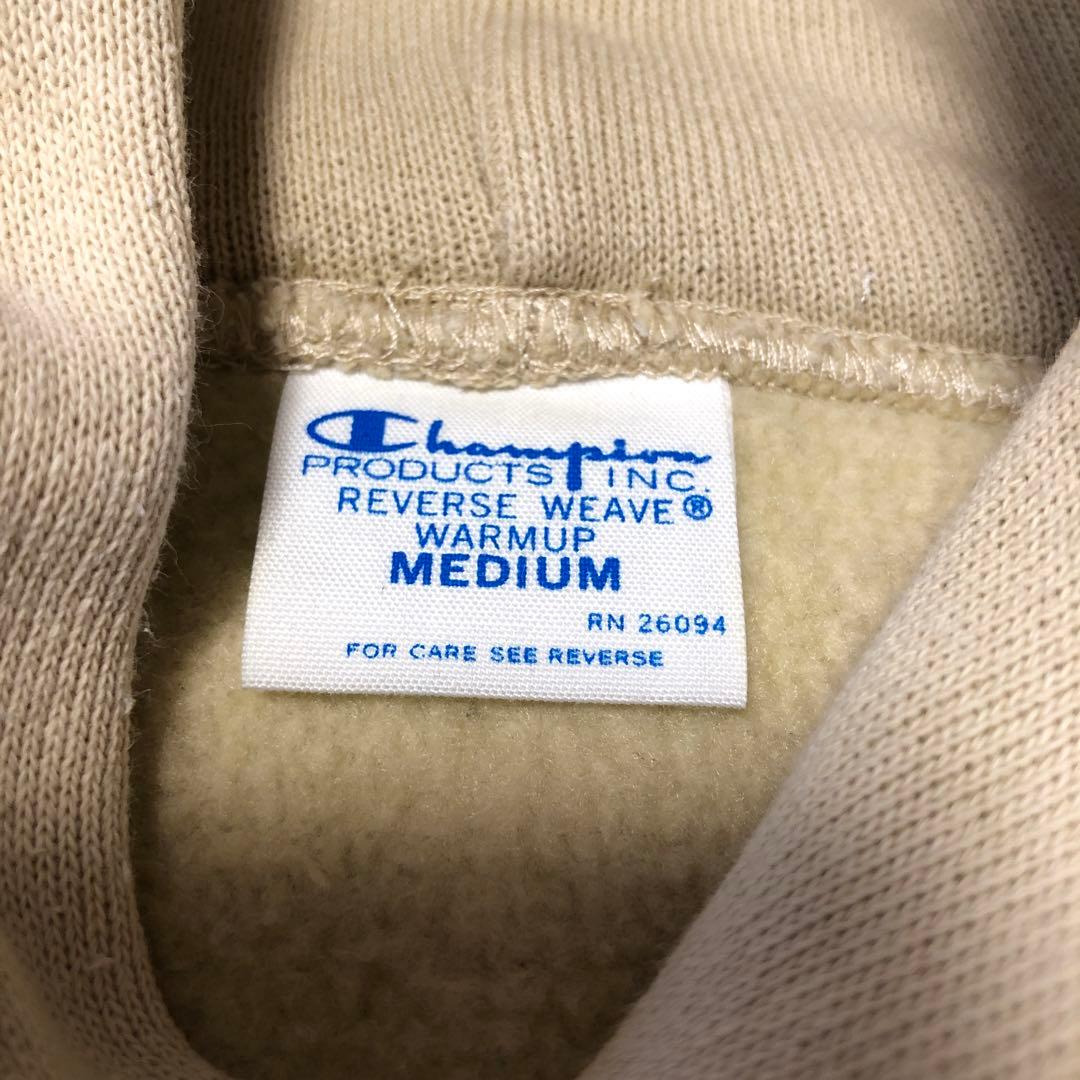 Champion
PRODUCTS INC.
REVERSE WEAVE®
WARMUP
MEDIUM
RN 26094
FOR CARE SEE REVERSE